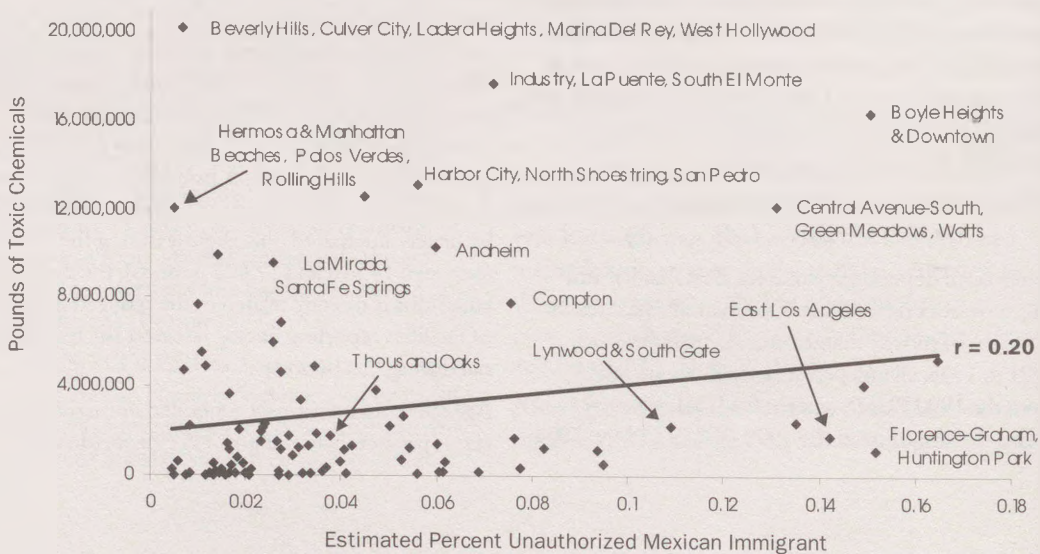 20,000,000
16,000,000
12,000,000
8,000,000
4,000,000
0
Pounds of Toxic Chemicals
Beverly Hills, Culver City, Ladera Heights, Marina Del Rey, West Hollywood
Industry, La Puente, South El Monte
Boyle Heights
& Downtown
Hermosa & Manhattan
Beaches, Palos Verdes,
Rolling Hills
Harbor City, North Shoestring, San Pedro
Central Avenue-South,
Green Meadows, Watts
Anaheim
La Mirada,
Santa Fe Springs
Compton
East Los Angeles
Thousand Oaks
Lynwood & South Gate
r = 0.20
Florence-Graham,
Huntington Park
0 0.02 0.04 0.06 0.08 0.1 0.12 0.14 0.16 0.18
Estimated Percent Unauthorized Mexican Immigrant